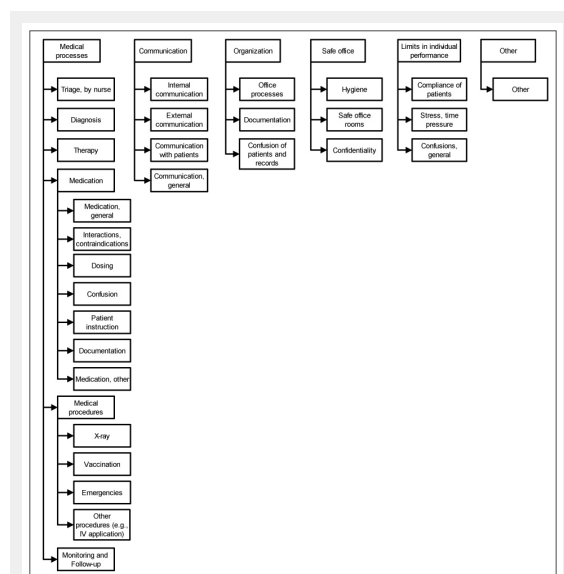 Medical
processes
Triage, by nurse
Diagnosis
Therapy
Medication
Medication,
general
Interactions,
contraindications
Dosing
Confusion
Patient
instruction
Documentation
Medication, other
Medical
procedures
X-ray
Vaccination
Emergencies
Other
procedures (e.g.,
IV application)
Monitoring and
Follow-up
Communication
Internal
communication
External
communication
Communication
with patients
Communication,
general
Organization
Office
processes
Documentation
Confusion of
patients and
records
Safe office
Hygiene
Safe office
rooms
Confidentiality
Limits in individual
performance
Compliance of
patients
Stress, time
pressure
Confusions,
general
Other
Other